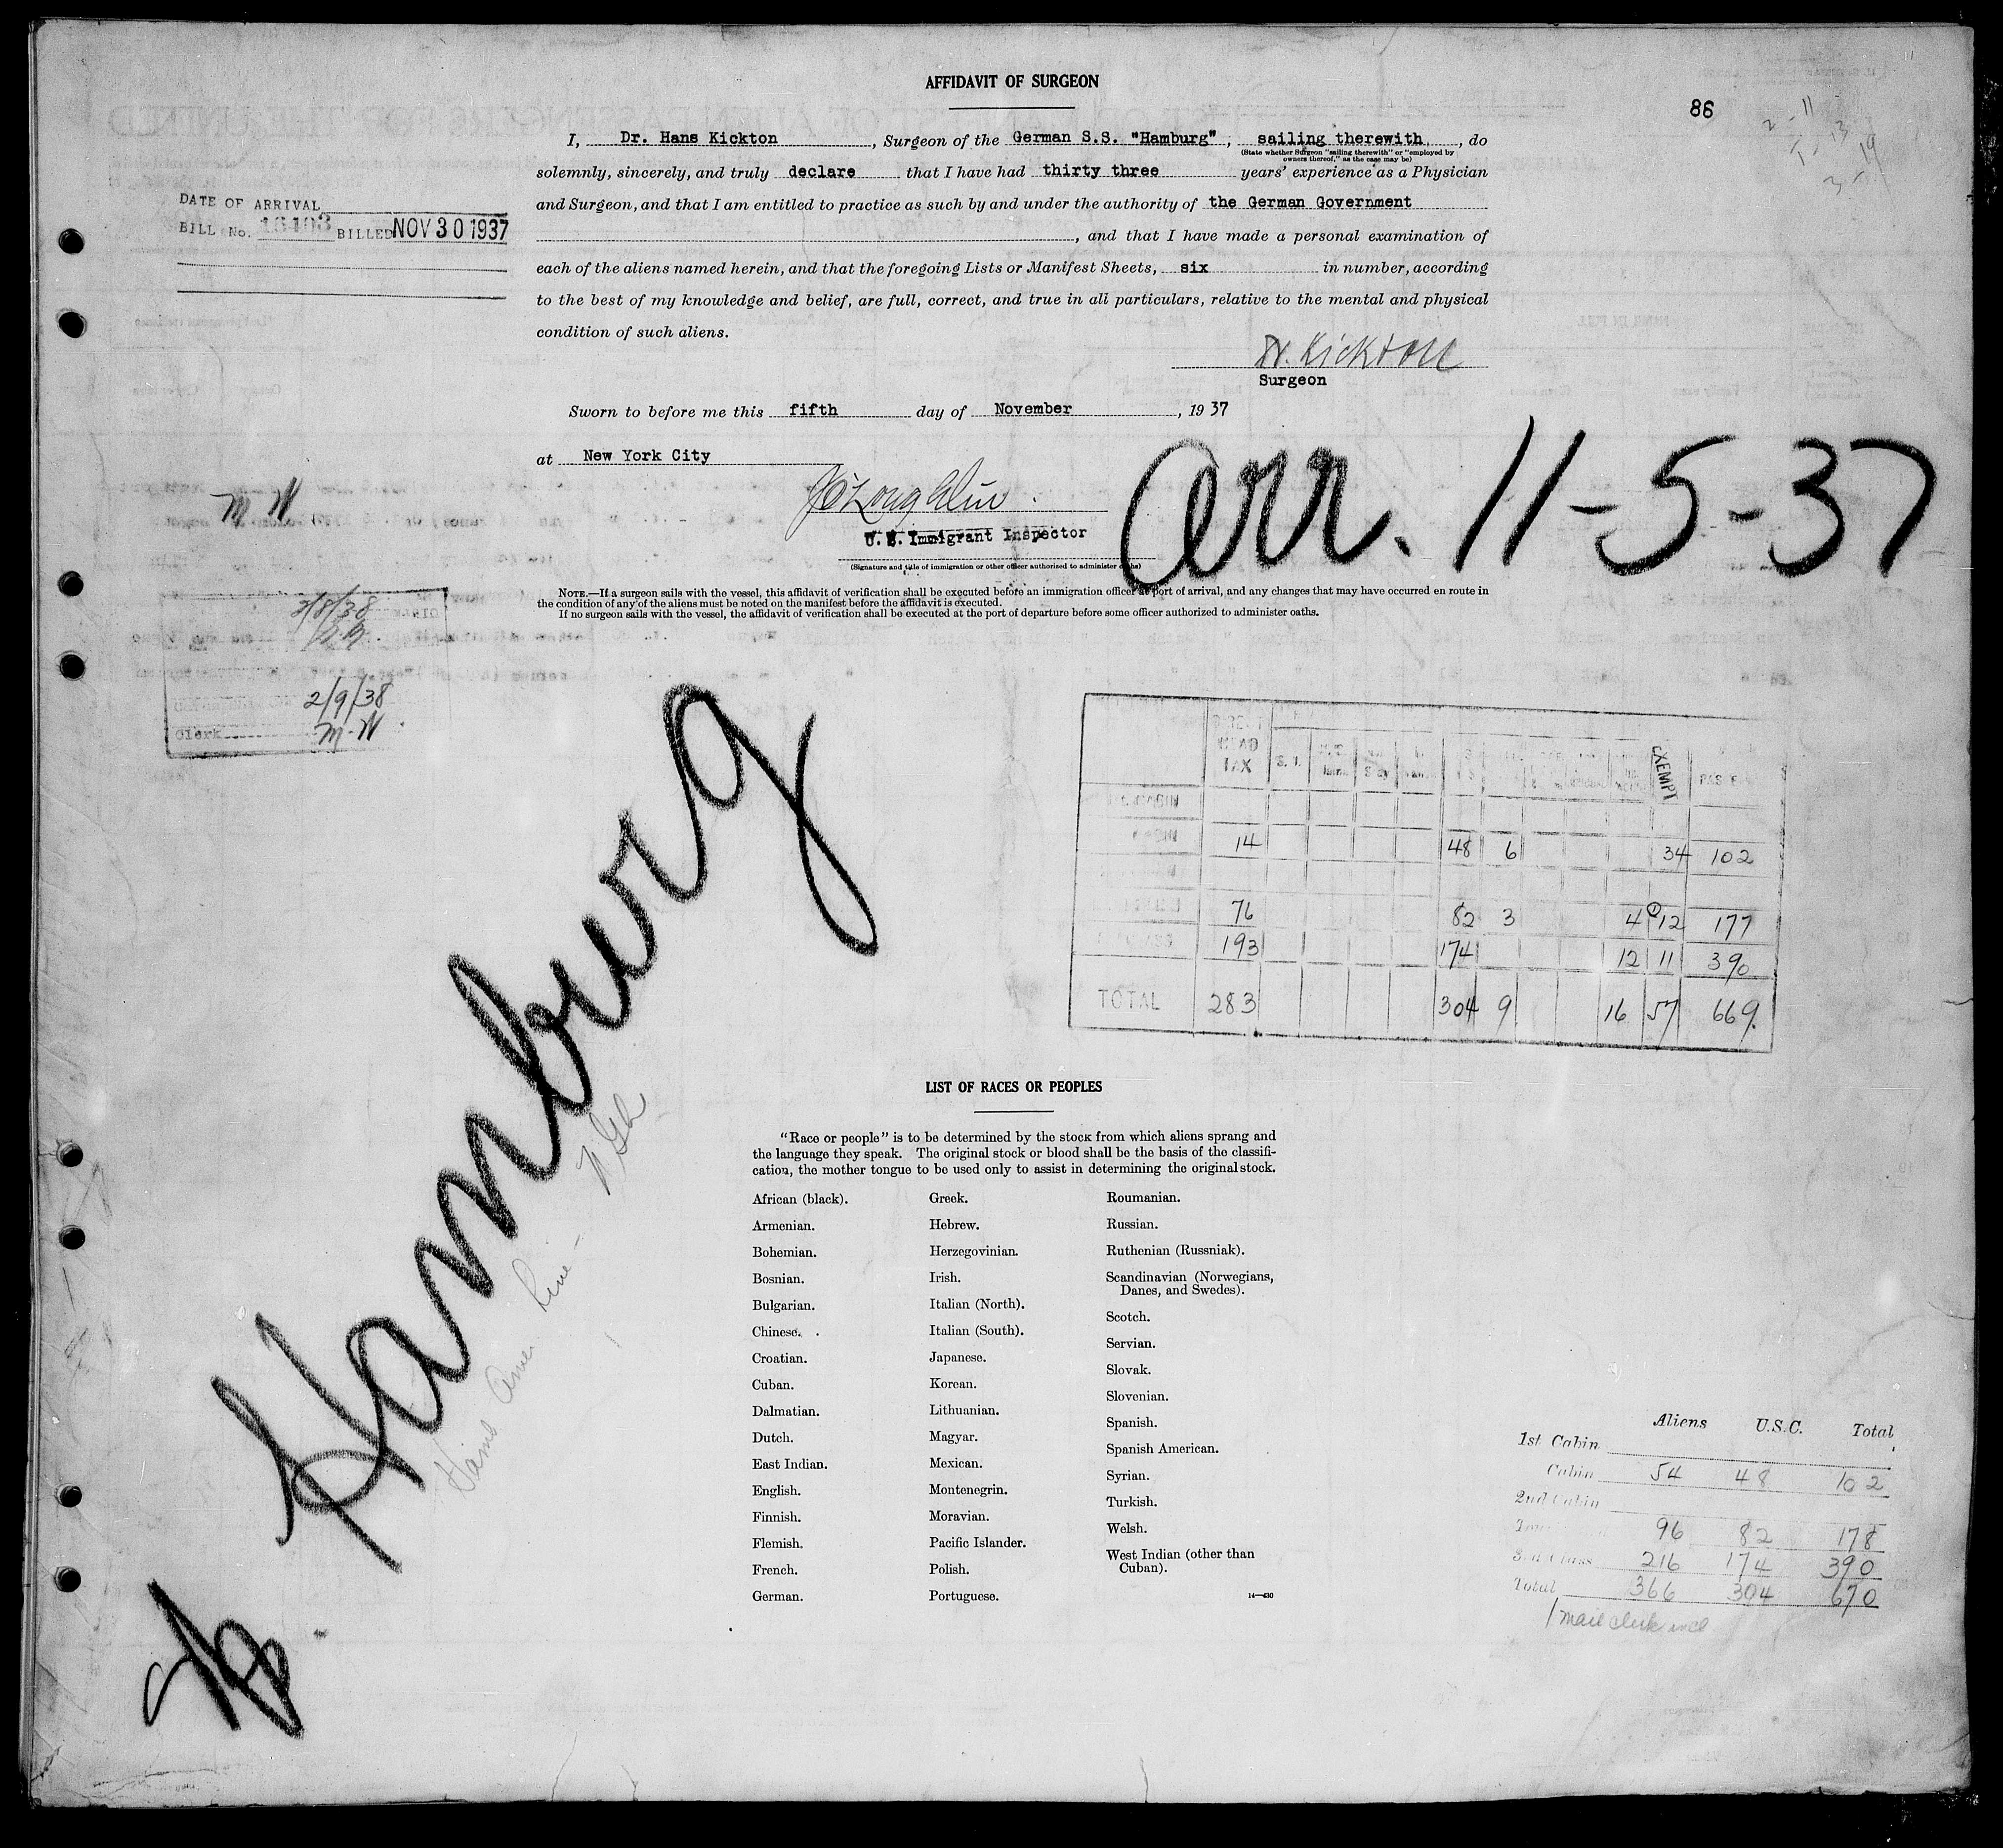 AFFIDAVIT OF SURGEON
86
I, Dr. Hans Kickton, Surgeon of the German S.S. "Hamburg", sailing therewith, do
(State whether Surgeon "sailing therewith" or "employed by
owners thereof," as the case may be)
solemnly, sincerely, and truly declare that I have had thirty three years' experience as a Physician
and Surgeon, and that I am entitled to practice as such by and under the authority of the German Government
, and that I have made a personal examination of
each of the aliens named herein, and that the foregoing Lists or Manifest Sheets, six in number, according
to the best of my knowledge and belief, are full, correct, and true in all particulars, relative to the mental and physical
condition of such aliens.
DATE OF ARRIVAL
BILL No. BILLED NOV 30 1937
Dr. Kickton
Surgeon
Sworn to before me this fifth day of November, 1937
at New York City
U.S. Immigrant Inspector
(Signature and title of immigration or other officer authorized to administer oaths)
arr. 11-5-37
M N
NOTE.—If a surgeon sails with the vessel, this affidavit of verification shall be executed before an immigration officer at port of arrival, and any changes that may have occurred en route in
the condition of any of the aliens must be noted on the manifest before the affidavit is executed.
If no surgeon sails with the vessel, the affidavit of verification shall be executed at the port of departure before some officer authorized to administer oaths.
2/9/38
Clerk M-N
Hamburg
DIRECT HEAD TAX EXEMPT
14 48 6 34 102
76 82 3 4 1 12 177
193 174 12 11 390
TOTAL 283 304 9 16 57 669
LIST OF RACES OR PEOPLES
"Race or people" is to be determined by the stock from which aliens sprang and
the language they speak. The original stock or blood shall be the basis of the classifi-
cation, the mother tongue to be used only to assist in determining the original stock.
African (black).
Armenian.
Bohemian.
Bosnian.
Bulgarian.
Chinese.
Croatian.
Cuban.
Dalmatian.
Dutch.
East Indian.
English.
Finnish.
Flemish.
French.
German.
Greek.
Hebrew.
Herzegovinian.
Irish.
Italian (North).
Italian (South).
Japanese.
Korean.
Lithuanian.
Magyar.
Mexican.
Montenegrin.
Moravian.
Pacific Islander.
Polish.
Portuguese.
Roumanian.
Russian.
Ruthenian (Russniak).
Scandinavian (Norwegians,
Danes, and Swedes).
Scotch.
Servian.
Slovak.
Slovenian.
Spanish.
Spanish American.
Syrian.
Turkish.
Welsh.
West Indian (other than
Cuban).
14—430
Aliens U.S.C. Total
1st Cabin
Cabin 54 48 102
2nd Cabin
96 82 178
3rd Class 216 174 390
Total 366 304 670
1 mail clerk incl